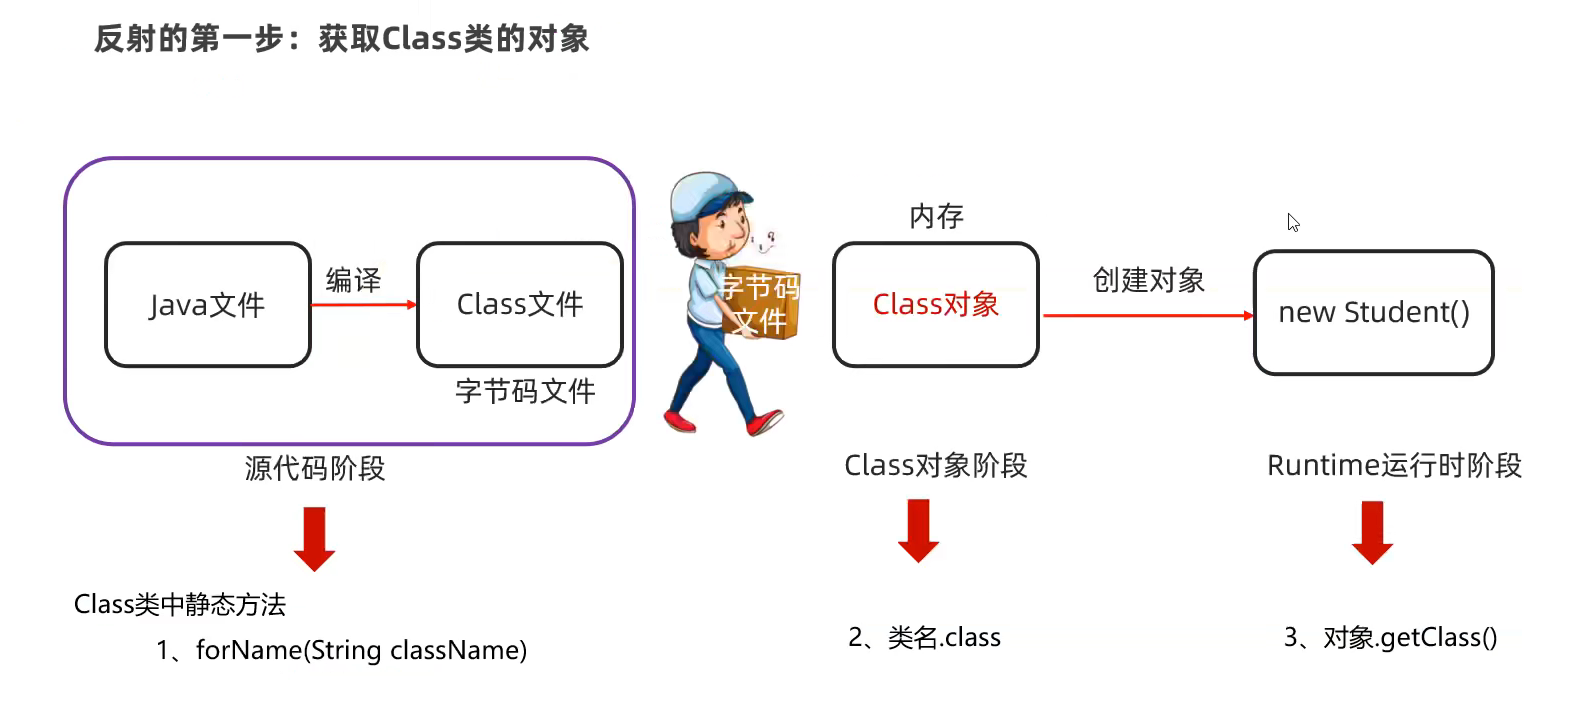 反射的第一步：获取Class类的对象
Java文件
编译
Class文件
字节码文件
源代码阶段
字节码
文件
内存
Class对象
创建对象
new Student()
Class对象阶段
Runtime运行时阶段
Class类中静态方法
1、forName(String className)
2、类名.class
3、对象.getClass()